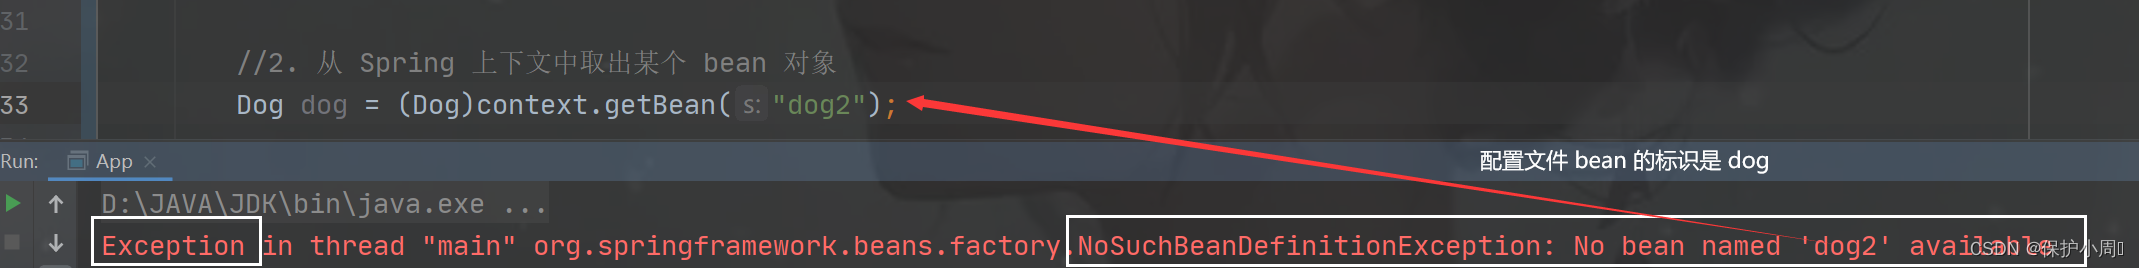 31
32 //2. 从 Spring 上下文中取出某个 bean 对象
33 Dog dog = (Dog)context.getBean( s: "dog2");
Run: App ×
配置文件 bean 的标识是 dog
D:\JAVA\JDK\bin\java.exe ...
Exception in thread "main" org.springframework.beans.factory.NoSuchBeanDefinitionException: No bean named 'dog2' available
CSDN @保护小周